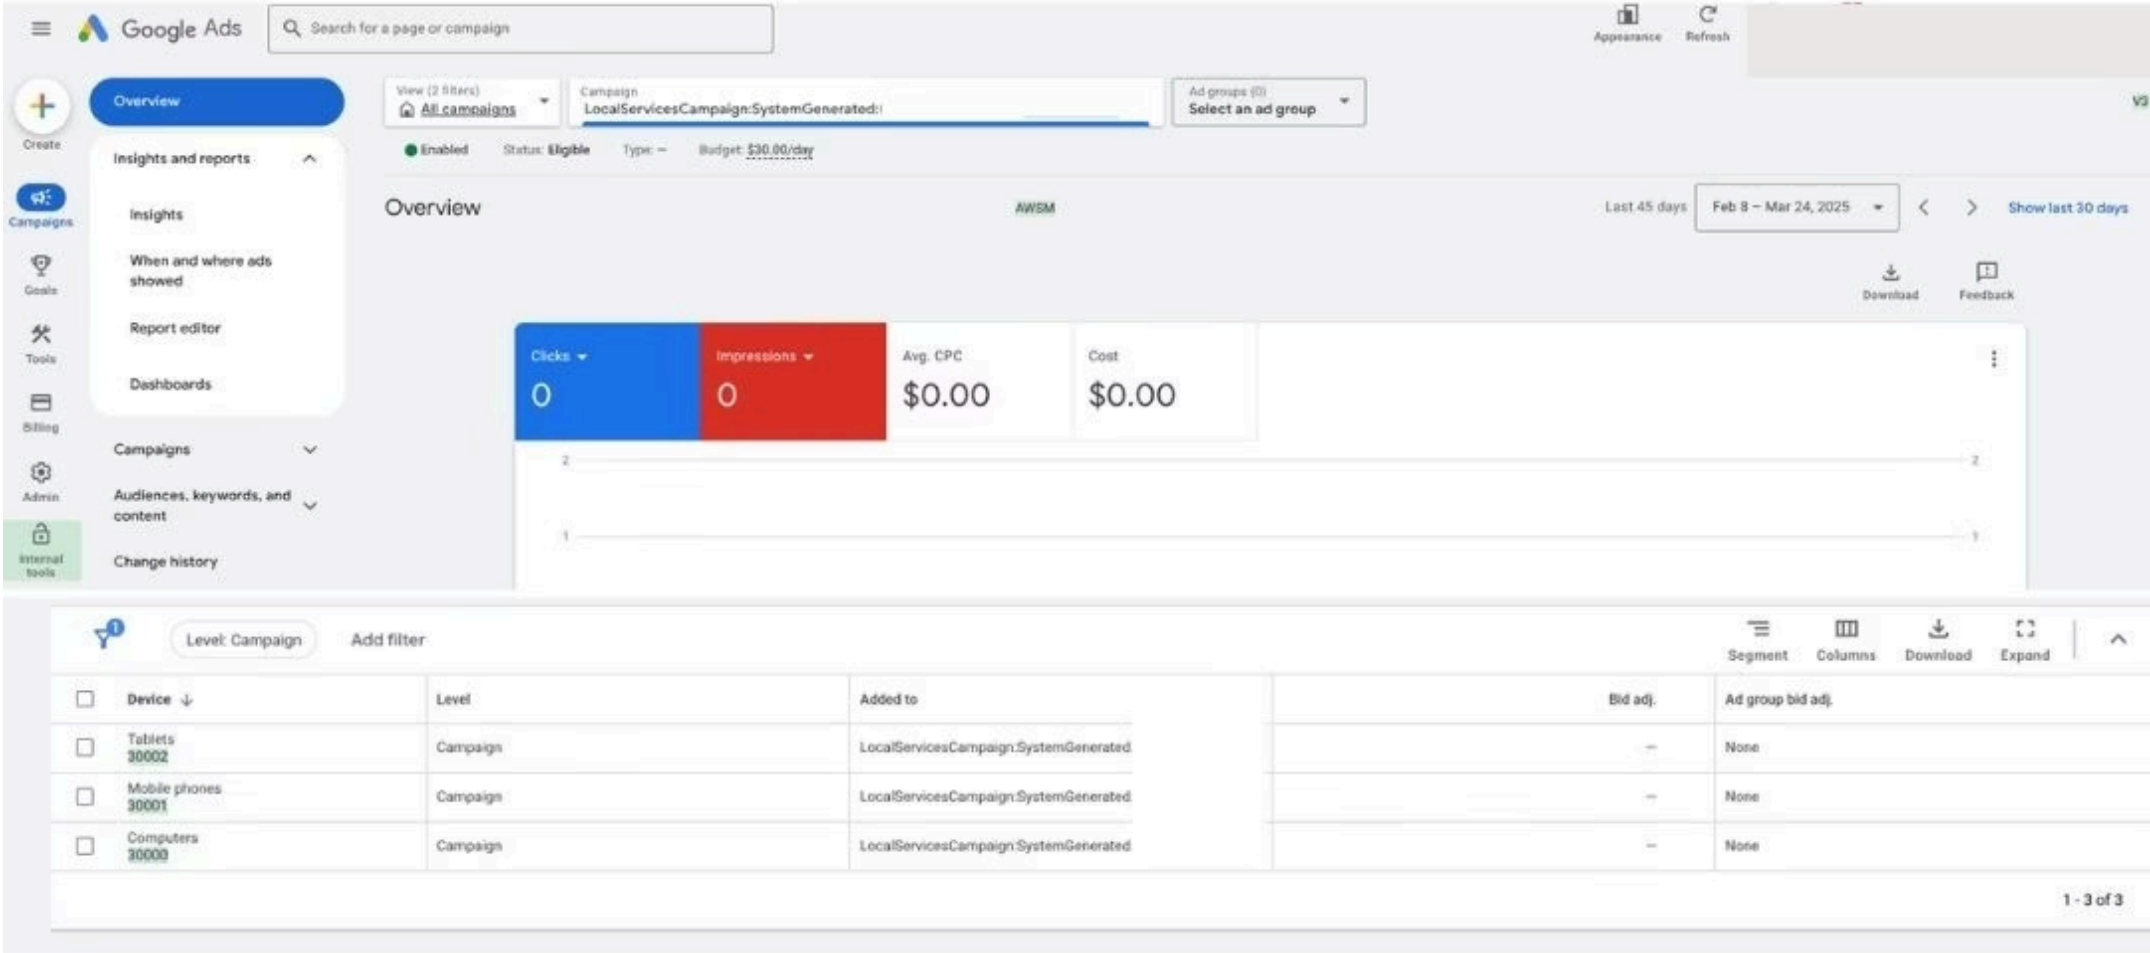 Google Ads
Search for a page or campaign
Appearance
Refresh
Create
Campaigns
Goals
Tools
Billing
Admin
Internal tools
Overview
Insights and reports
Insights
When and where ads
showed
Report editor
Dashboards
Campaigns
Audiences, keywords, and
content
Change history
View (2 filters)
All campaigns
Campaign
LocalServicesCampaign:SystemGenerated:
Ad groups (0)
Select an ad group
V3
Enabled Status: Eligible Type: — Budget: $30.00/day
Overview
AWSM
Last 45 days
Feb 8 – Mar 24, 2025
Show last 30 days
Download
Feedback
Clicks
0
Impressions
0
Avg. CPC
$0.00
Cost
$0.00
2 2
1 1
1
Level: Campaign
Add filter
Segment
Columns
Download
Expand
Device Level Added to Bid adj. Ad group bid adj.
Tablets
30002
Campaign LocalServicesCampaign:SystemGenerated — None
Mobile phones
30001
Campaign LocalServicesCampaign:SystemGenerated — None
Computers
30000
Campaign LocalServicesCampaign:SystemGenerated — None
1 - 3 of 3